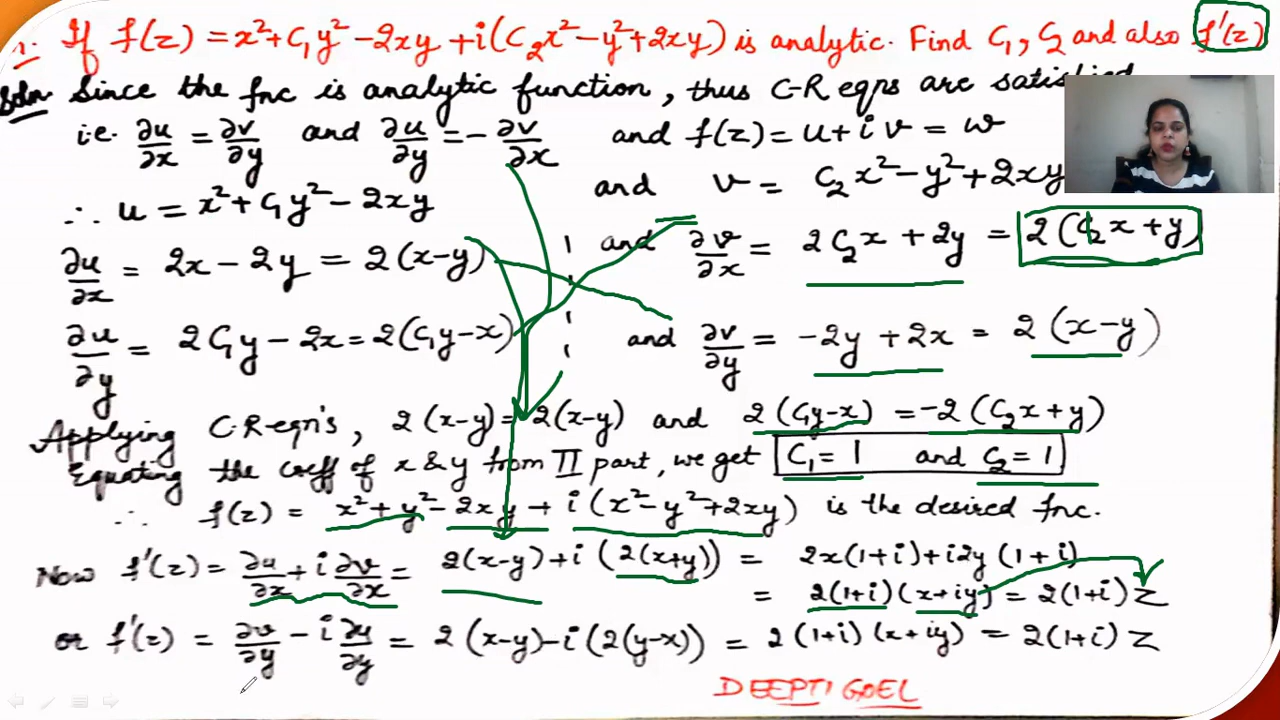 1. If f(z) = x²+C₁y²-2xy +i(C₂x²-y²+2xy) is analytic. Find C₁, C₂ and also f'(z)
Soln. Since the fnc is analytic function, thus C-R eqns are satisfied
i.e. ∂u/∂x = ∂v/∂y and ∂u/∂y = -∂v/∂x and f(z) = u+iv = w
∴ u = x²+C₁y²-2xy and v = C₂x²-y²+2xy
∂u/∂x = 2x-2y = 2(x-y) and ∂v/∂x = 2C₂x+2y = 2(C₂x+y)
∂u/∂y = 2C₁y-2x = 2(C₁y-x) and ∂v/∂y = -2y+2x = 2(x-y)
Applying C-R-eqn's, 2(x-y) = 2(x-y) and 2(C₁y-x) = -2(C₂x+y)
Equating the coeff of x & y from II part, we get C₁ = 1 and C₂ = 1
∴ f(z) = x²+y²-2xy+i(x²-y²+2xy) is the desired fnc.
Now f'(z) = ∂u/∂x + i ∂v/∂x = 2(x-y)+i(2(x+y)) = 2x(1+i)+i2y(1+i)
= 2(1+i)(x+iy) = 2(1+i)Z
or f'(z) = ∂v/∂y - i ∂u/∂y = 2(x-y)-i(2(y-x)) = 2(1+i)(x+iy) = 2(1+i)Z
DEEPTI GOEL